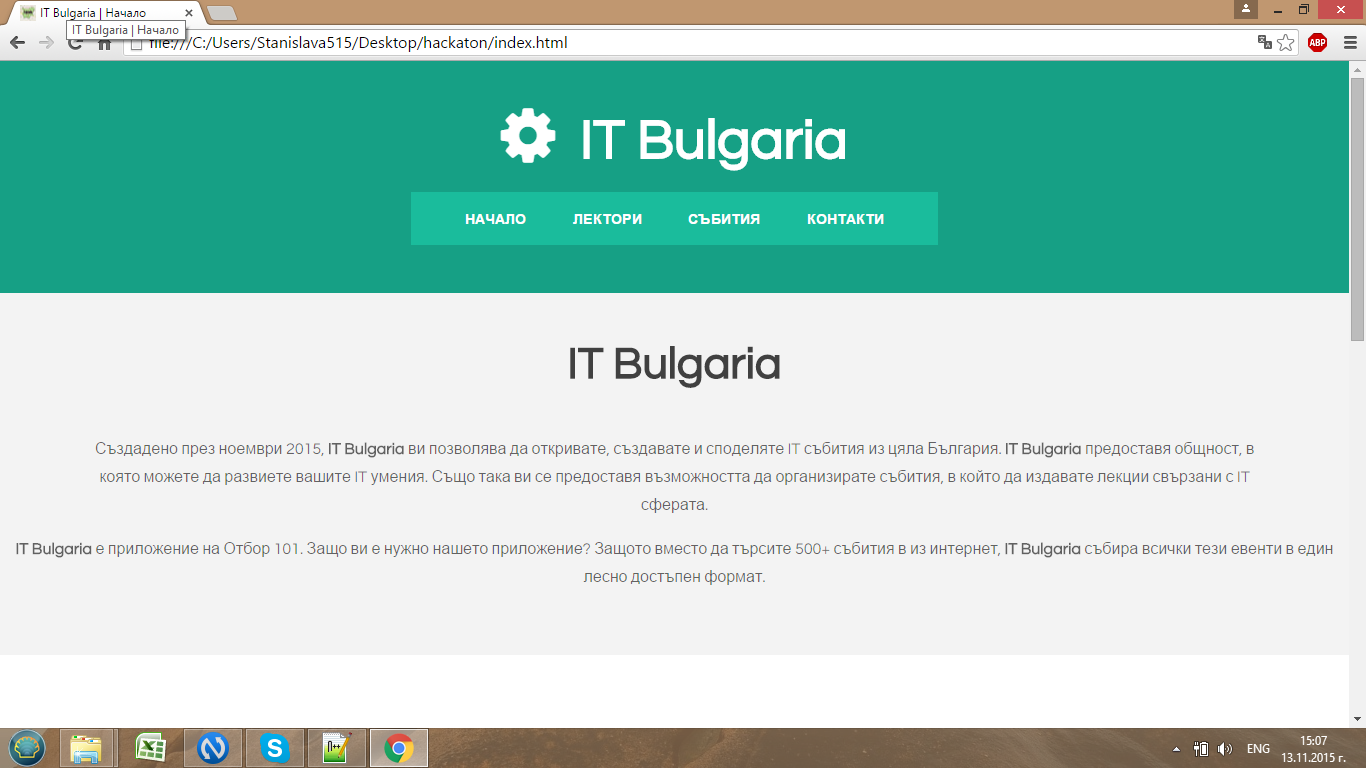 IT Bulgaria | Начало
IT Bulgaria | Начало
file:///C:/Users/Stanislava515/Desktop/hackaton/index.html
ABP
IT Bulgaria
НАЧАЛО ЛЕКТОРИ СЪБИТИЯ КОНТАКТИ
IT Bulgaria
Създадено през ноември 2015, IT Bulgaria ви позволява да откривате, създавате и споделяте IT събития из цяла България. IT Bulgaria предоставя общност, в
която можете да развиете вашите IT умения. Също така ви се предоставя възможността да организирате събития, в който да издавате лекции свързани с IT
сферата.
IT Bulgaria е приложение на Отбор 101. Защо ви е нужно нашето приложение? Защото вместо да търсите 500+ събития в из интернет, IT Bulgaria събира всички тези евенти в един
лесно достъпен формат.
ENG
15:07
13.11.2015 г.